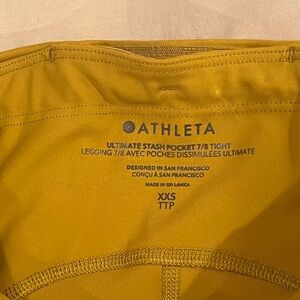 ATHLETA
ULTIMATE STASH POCKET 7/8 TIGHT
LEGGING 7/8 AVEC POCHES DISSIMULÉES ULTIMATE
DESIGNED IN SAN FRANCISCO
CONÇU À SAN FRANCISCO
MADE IN SRI LANKA
XXS
TTP